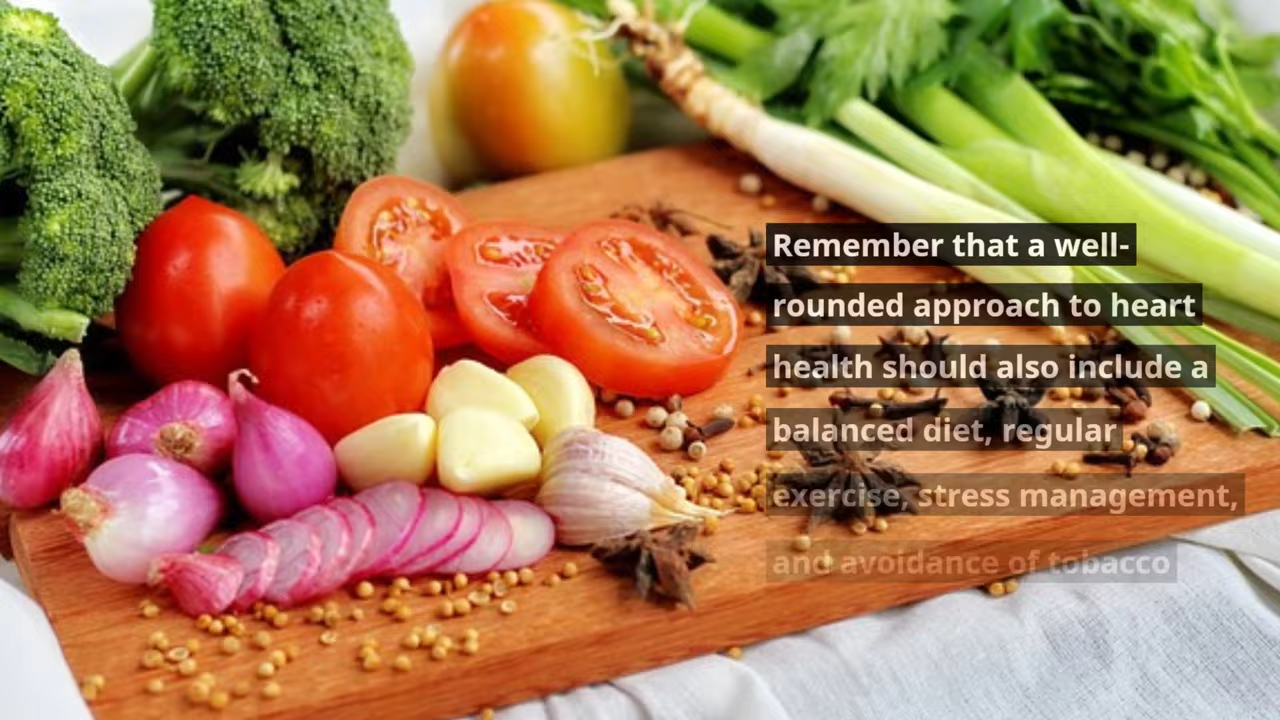 Remember that a well-
rounded approach to heart
health should also include a
balanced diet, regular
exercise, stress management,
and avoidance of tobacco